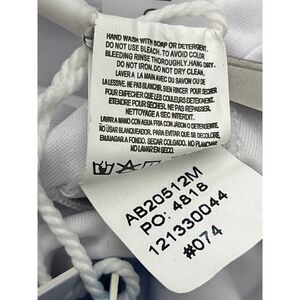 HAND WASH WITH SOAP OR DETERGENT.
DO NOT USE BLEACH. TO AVOID COLOR
BLEEDING RINSE THOROUGHLY. HANG DRY.
DO NOT IRON. DO NOT DRY CLEAN.
LAVER A LA MAIN AVEC DU SAVON OU DE
LA LESSIVE. NE PAS BLANCHIR. BIEN RINCER POUR
POUR EMPECHER QUE LES COULEURS DETEIGNENT.
ETENDRE POUR SECHER. NE PAS REPASSER.
NETTOYAGE A SEC INTERDIT.
LAVAR A MANO CON AGUA FRIA CON JABON O DETERGENTE.
NO USAR BLANQUEADOR. PARA EVITAR QUE SE DECOLORE
ENJUAGAR A FONDO. SECAR COLGADO. NO PLANCHAR
NO LAVAR EN SECO.
AB20512M
PO: 4818
121330044
#074